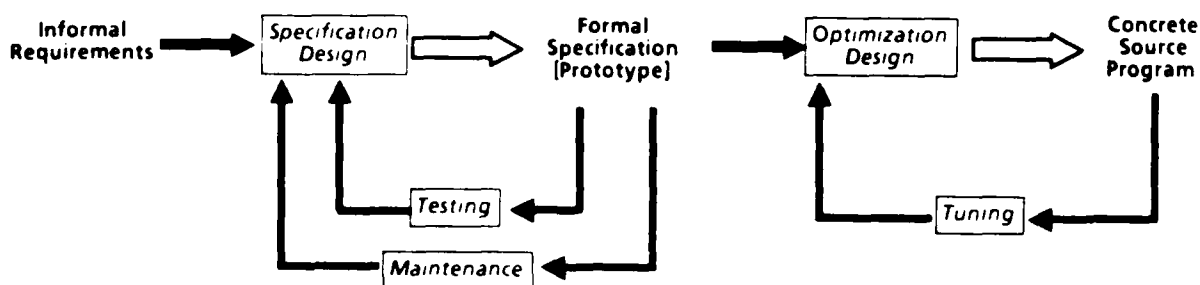 Informal
Requirements
Specification
Design
Formal
Specification
[Prototype]
Optimization
Design
Concrete
Source
Program
Testing
Maintenance
Tuning